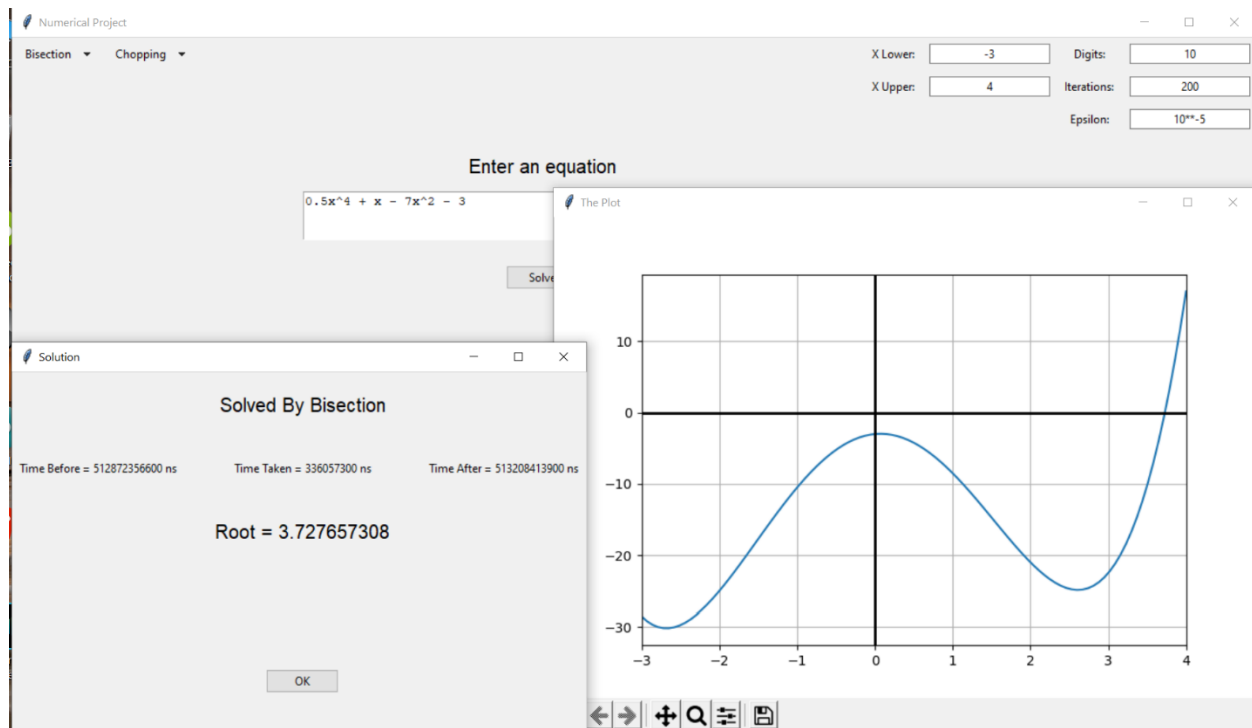 Numerical Project
Bisection Chopping X Lower: -3 Digits: 10
X Upper: 4 Iterations: 200
Epsilon: 10**-5
Enter an equation
0.5x^4 + x - 7x^2 - 3
Solve
The Plot
10
0
−10
−20
−30
−3 −2 −1 0 1 2 3 4
Solution
Solved By Bisection
Time Before = 512872356600 ns Time Taken = 336057300 ns Time After = 513208413900 ns
Root = 3.727657308
OK